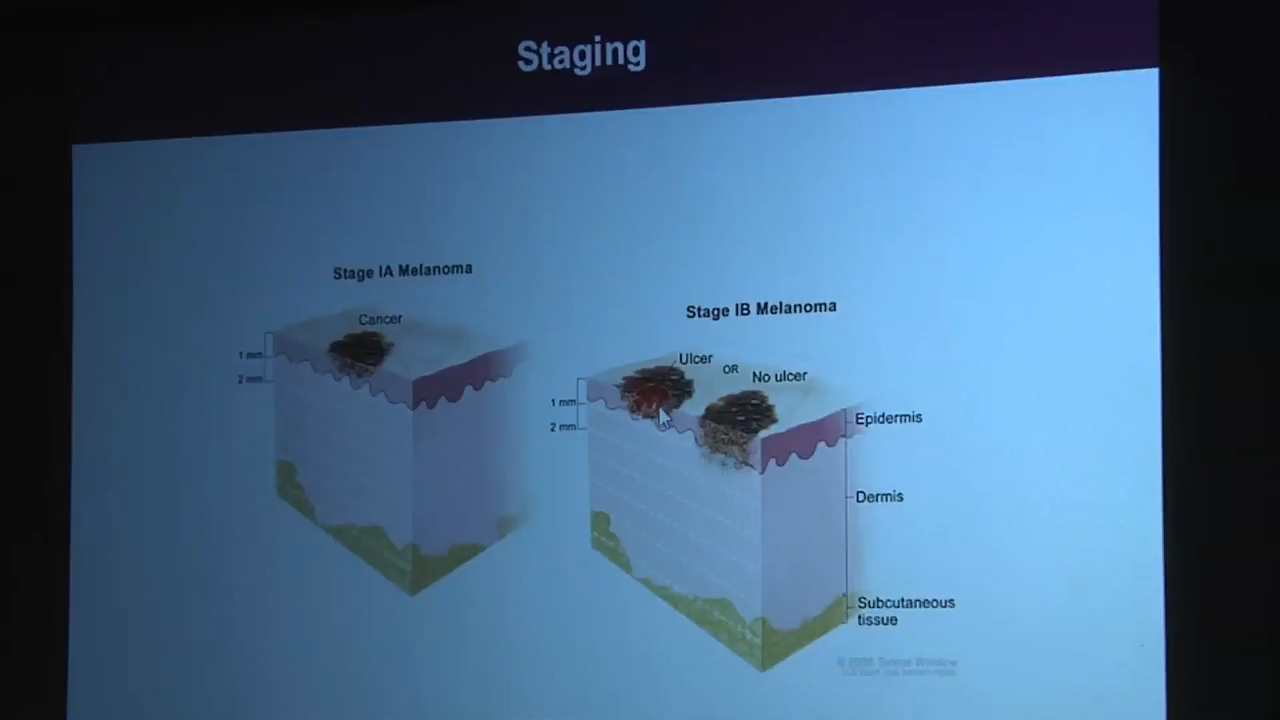 Staging
Stage IA Melanoma
Cancer
1 mm
2 mm
Stage IB Melanoma
Ulcer
OR
No ulcer
1 mm
2 mm
Epidermis
Dermis
Subcutaneous
tissue